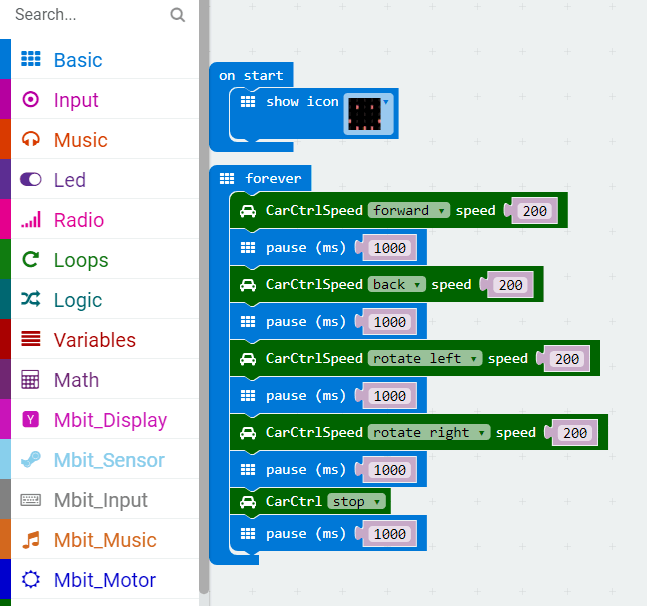 Search...
Basic
Input
Music
Led
Radio
Loops
Logic
Variables
Math
Y Mbit_Display
Mbit_Sensor
Mbit_Input
Mbit_Music
Mbit_Motor
on start
show icon
forever
CarCtrlSpeed forward speed 200
pause (ms) 1000
CarCtrlSpeed back speed 200
pause (ms) 1000
CarCtrlSpeed rotate left speed 200
pause (ms) 1000
CarCtrlSpeed rotate right speed 200
pause (ms) 1000
CarCtrl stop
pause (ms) 1000